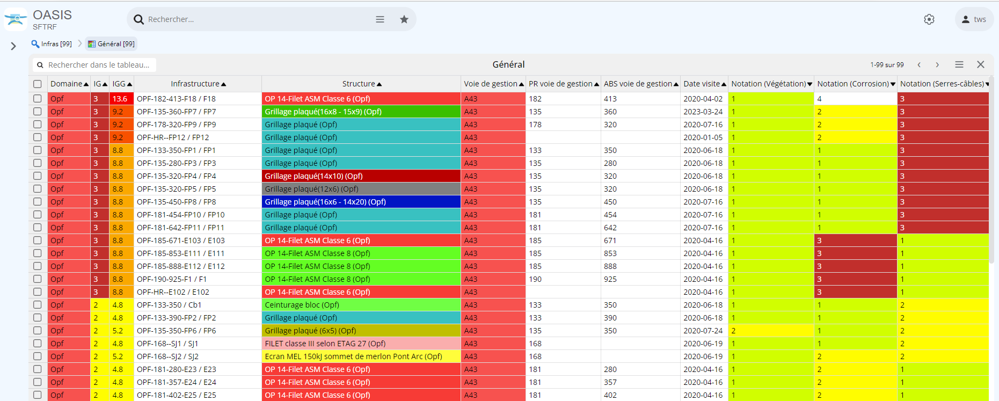 OASIS
SFTRF
Rechercher...
tws
Infras [99] Général [99]
Rechercher dans le tableau... Général 1-99 sur 99
Domaine▲ IG▲ IGG▲ Infrastructure▲ Structure▲ Voie de gestion▲ PR voie de gestion▲ ABS voie de gestion▲ Date visite▲ Notation (Végétation)▼ Notation (Corrosion)▼ Notation (Serres-câbles)▼
Opf 3 13.6 OPF-182-413-F18 / F18 OP 14-Filet ASM Classe 6 (Opf) A43 182 413 2020-04-02 1 4 3
Opf 3 9.2 OPF-135-360-FP7 / FP7 Grillage plaqué(16x8 - 15x9) (Opf) A43 135 360 2023-03-24 1 2 3
Opf 3 9.2 OPF-178-320-FP9 / FP9 Grillage plaqué (Opf) A43 178 320 2020-07-16 1 2 3
Opf 3 9.2 OPF-HR--FP12 / FP12 Grillage plaqué (Opf) A43 2020-01-05 1 2 3
Opf 3 8.8 OPF-133-350-FP1 / FP1 Grillage plaqué (Opf) A43 133 350 2020-06-18 1 1 3
Opf 3 8.8 OPF-135-280-FP3 / FP3 Grillage plaqué (Opf) A43 135 280 2020-06-18 1 1 3
Opf 3 8.8 OPF-135-320-FP4 / FP4 Grillage plaqué(14x10) (Opf) A43 135 320 2020-06-18 1 1 3
Opf 3 8.8 OPF-135-320-FP5 / FP5 Grillage plaqué(12x6) (Opf) A43 135 320 2020-06-18 1 1 3
Opf 3 8.8 OPF-135-450-FP8 / FP8 Grillage plaqué(16x6 - 14x20) (Opf) A43 135 450 2020-07-16 1 1 3
Opf 3 8.8 OPF-181-454-FP10 / FP10 Grillage plaqué (Opf) A43 181 454 2020-07-16 1 1 3
Opf 3 8.8 OPF-181-642-FP11 / FP11 Grillage plaqué (Opf) A43 181 642 2020-07-16 1 1 3
Opf 3 8.8 OPF-185-671-E103 / E103 OP 14-Filet ASM Classe 6 (Opf) A43 185 671 2020-04-16 1 3 1
Opf 3 8.8 OPF-185-853-E111 / E111 OP 14-Filet ASM Classe 8 (Opf) A43 185 853 2020-04-16 1 3 1
Opf 3 8.8 OPF-185-888-E112 / E112 OP 14-Filet ASM Classe 8 (Opf) A43 185 888 2020-04-16 1 3 1
Opf 3 8.8 OPF-190-925-F1 / F1 OP 14-Filet ASM Classe 8 (Opf) A43 190 925 2020-04-16 1 3 1
Opf 3 8.8 OPF-HR--E102 / E102 OP 14-Filet ASM Classe 6 (Opf) A43 2020-04-16 1 3 1
Opf 2 4.8 OPF-133-350 / Cb1 Ceinturage bloc (Opf) A43 133 350 2020-06-18 1 1 2
Opf 2 4.8 OPF-133-390-FP2 / FP2 Grillage plaqué (Opf) A43 133 390 2020-06-18 1 1 2
Opf 2 5.2 OPF-135-350-FP6 / FP6 Grillage plaqué (6x5) (Opf) A43 135 350 2020-07-24 2 1 2
Opf 2 4.8 OPF-168--SJ1 / SJ1 FILET classe III selon ETAG 27 (Opf) A43 168 2020-06-19 1 1 2
Opf 2 5.2 OPF-168--SJ2 / SJ2 Ecran MEL 150kJ sommet de merlon Pont Arc (Opf) A43 168 2020-06-19 1 2 2
Opf 2 4.8 OPF-181-280-E23 / E23 OP 14-Filet ASM Classe 6 (Opf) A43 181 280 2020-04-16 1 2 1
Opf 2 4.8 OPF-181-357-E24 / E24 OP 14-Filet ASM Classe 6 (Opf) A43 181 357 2020-04-16 1 2 1
Opf 2 4.8 OPF-181-402-E25 / E25 OP 14-Filet ASM Classe 6 (Opf) A43 181 402 2020-04-16 1 2 1